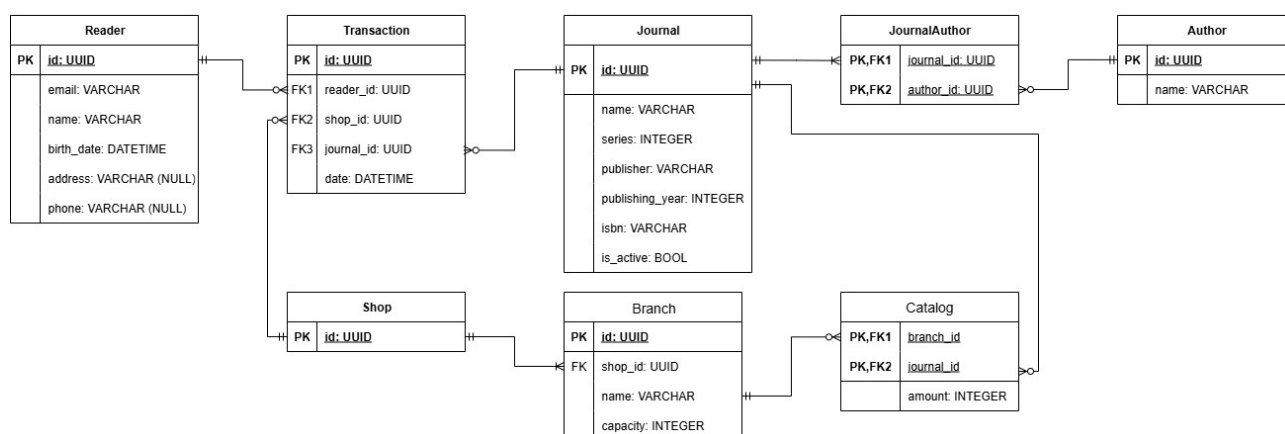 Reader
PK id: UUID
email: VARCHAR
name: VARCHAR
birth_date: DATETIME
address: VARCHAR (NULL)
phone: VARCHAR (NULL)
Transaction
PK id: UUID
FK1 reader_id: UUID
FK2 shop_id: UUID
FK3 journal_id: UUID
date: DATETIME
Journal
PK id: UUID
name: VARCHAR
series: INTEGER
publisher: VARCHAR
publishing_year: INTEGER
isbn: VARCHAR
is_active: BOOL
JournalAuthor
PK,FK1 journal_id: UUID
PK,FK2 author_id: UUID
Author
PK id: UUID
name: VARCHAR
Shop
PK id: UUID
Branch
PK id: UUID
FK shop_id: UUID
name: VARCHAR
capacity: INTEGER
Catalog
PK,FK1 branch_id
PK,FK2 journal_id
amount: INTEGER